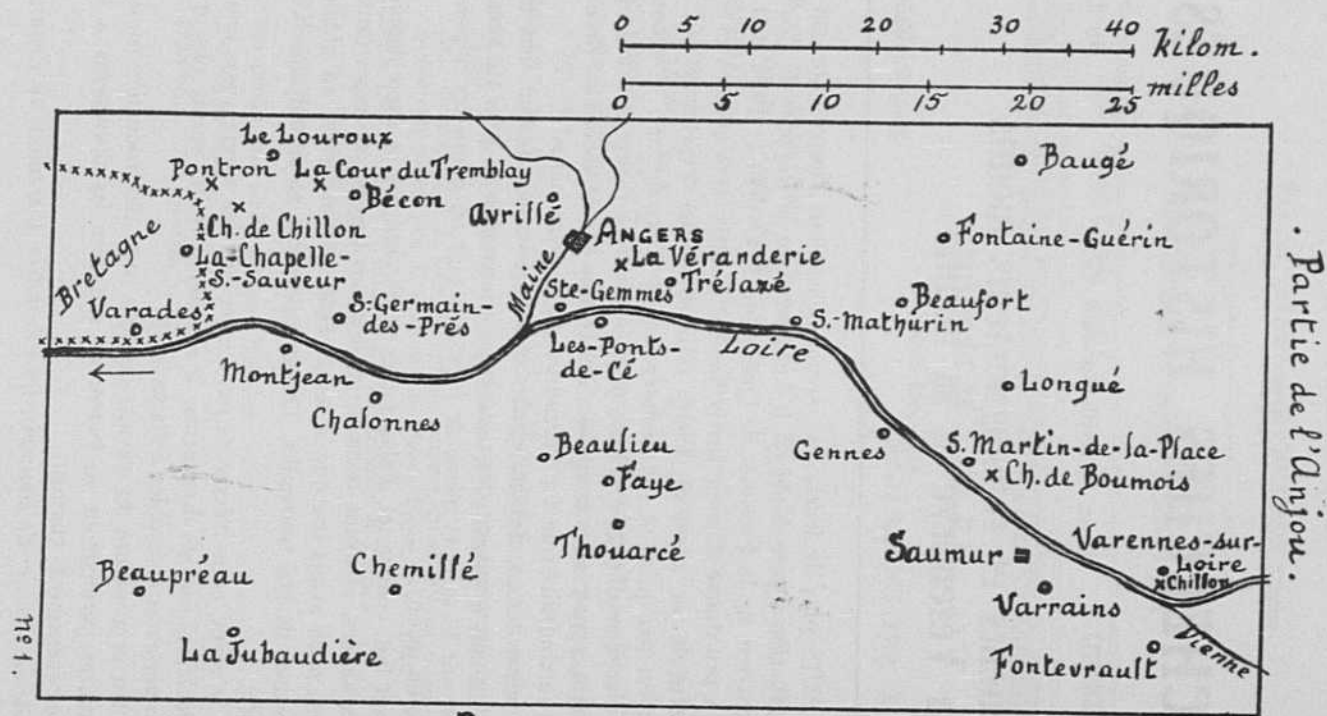 0 5 10 20 30 40 kilom.
0 5 10 15 20 25 milles
Le Louroux
Pontron
La Cour du Tremblay
Bécon
Avrillé
Baugé
Ch. de Chillon
ANGERS
Fontaine-Guérin
Bretagne
La-Chapelle-
S.-Sauveur
Maine
La Véranderie
Trélazé
Ste-Gemmes
Beaufort
Varades
S.-Germain-
des-Prés
S.-Mathurin
Les-Ponts-
de-Cé
Loire
Montjean
Longué
Chalonnes
Gennes
Beaulieu
S. Martin-de-la-Place
Faye
Ch. de Boumois
Thouarcé
Saumur
Varennes-sur-
Loire
Chillou
Beaupréau
Chemillé
Varrains
Vienne
La Jubaudière
Fontevrault
. Partie de l'Anjou.
nº 1.